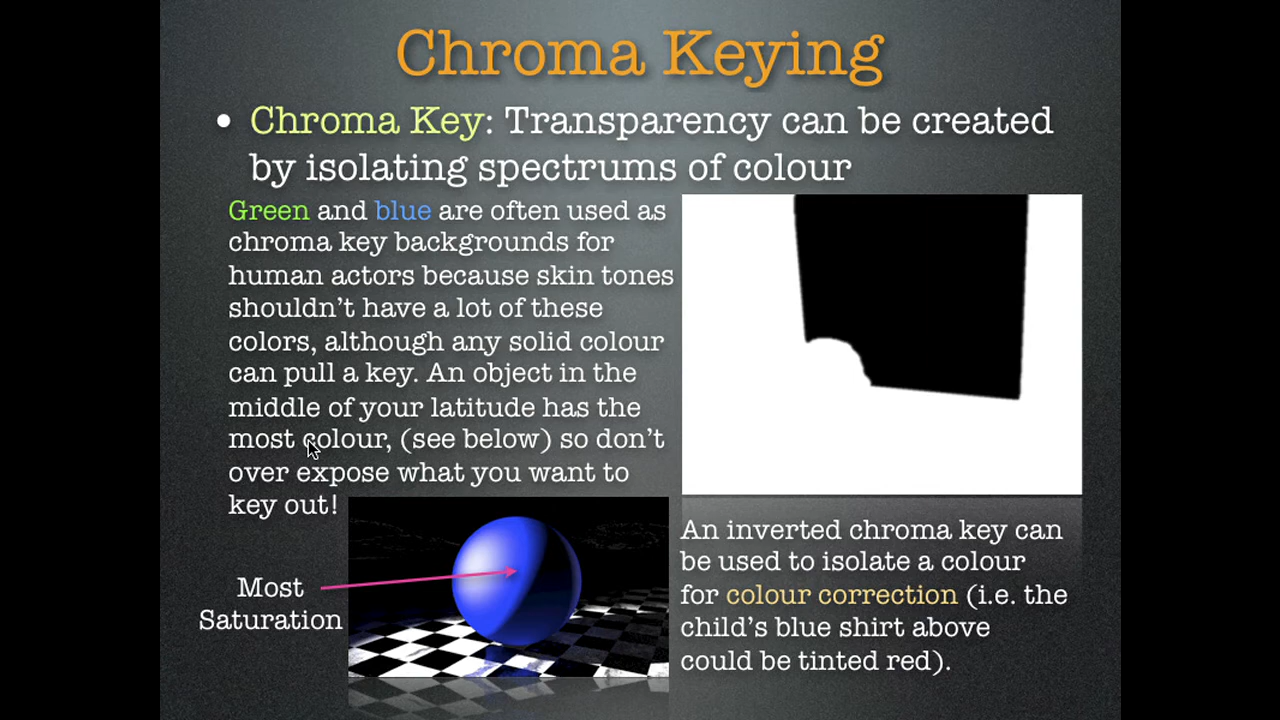 Chroma Keying
• Chroma Key: Transparency can be created
by isolating spectrums of colour
Green and blue are often used as
chroma key backgrounds for
human actors because skin tones
shouldn't have a lot of these
colors, although any solid colour
can pull a key. An object in the
middle of your latitude has the
most colour, (see below) so don't
over expose what you want to
key out!
Most
Saturation
An inverted chroma key can
be used to isolate a colour
for colour correction (i.e. the
child's blue shirt above
could be tinted red).